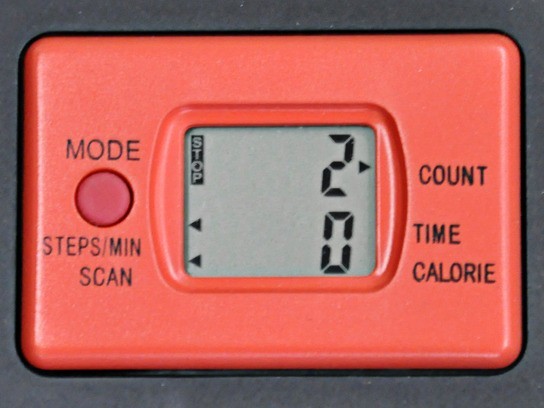 MODE
STEPS/MIN
SCAN
STOP
2
0
COUNT
TIME
CALORIE